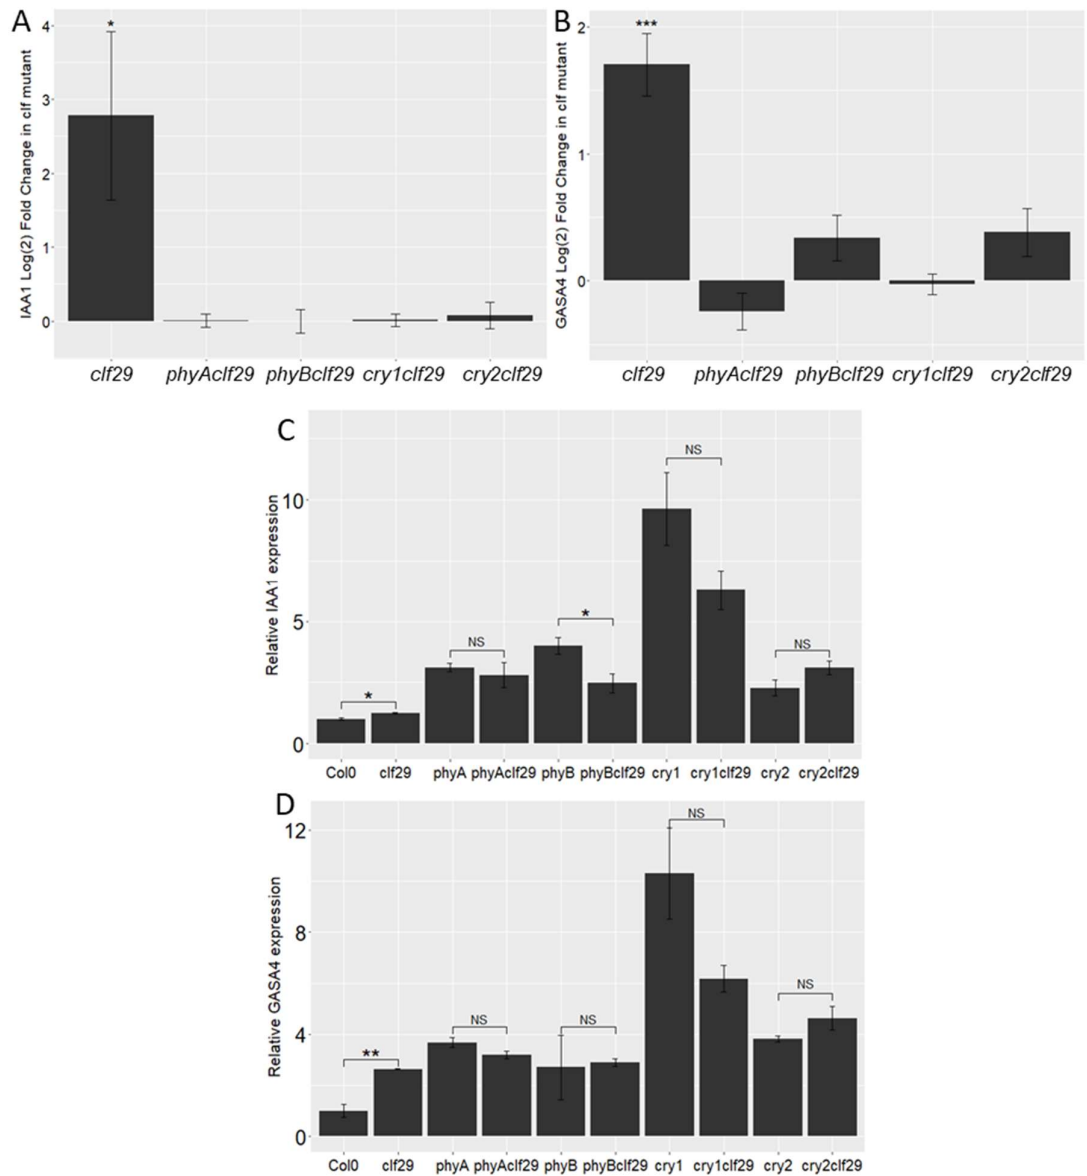 A
IAA1 Log(2) Fold Change in clf mutant
4
3
2
1
0
*
clf29 phyAclf29 phyBclf29 cry1clf29 cry2clf29
B
GASA4 Log(2) Fold Change in clf mutant
2
1
0
***
clf29 phyAclf29 phyBclf29 cry1clf29 cry2clf29
C
Relative IAA1 expression
10
5
0
* NS * NS NS
Col0 clf29 phyA phyAclf29 phyB phyBclf29 cry1 cry1clf29 cry2 cry2clf29
D
Relative GASA4 expression
12
8
4
0
** NS NS NS NS
Col0 clf29 phyA phyAclf29 phyB phyBclf29 cry1 cry1clf29 cry2 cry2clf29